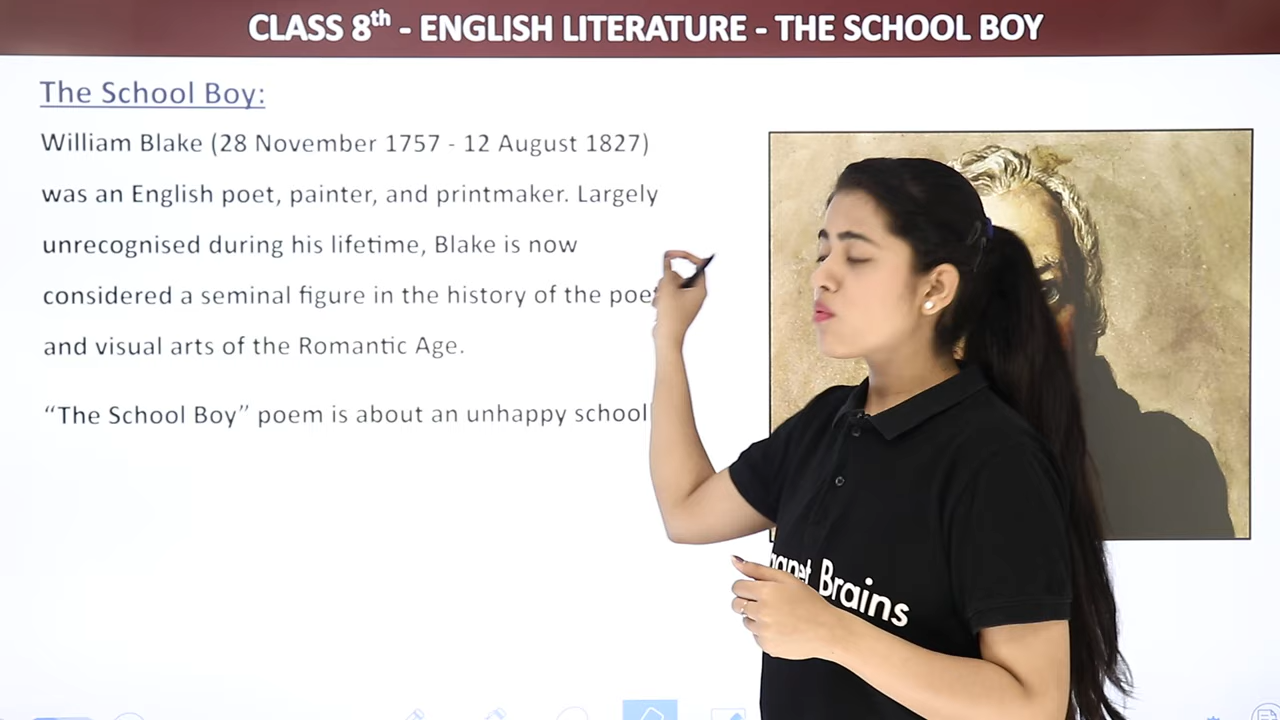 CLASS 8th - ENGLISH LITERATURE - THE SCHOOL BOY
The School Boy:
William Blake (28 November 1757 - 12 August 1827)
was an English poet, painter, and printmaker. Largely
unrecognised during his lifetime, Blake is now
considered a seminal figure in the history of the
and visual arts of the Romantic Age.
“The School Boy” poem is about an unhappy school
Brains